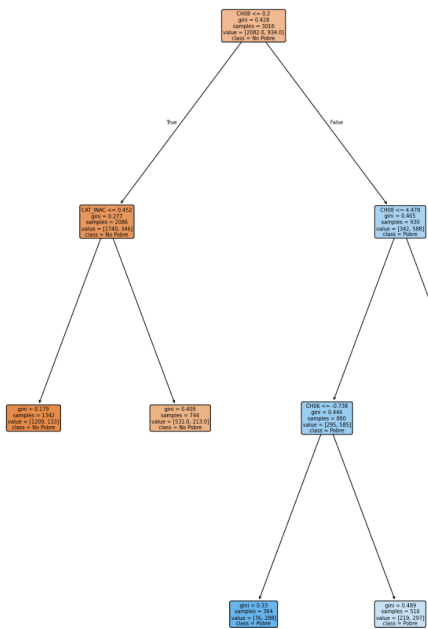 CH08 <= 0.2
gini = 0.428
samples = 3016
value = [2082.0, 934.0]
class = No Pobre
True
False
CAT_INAC <= 0.452
gini = 0.277
samples = 2086
value = [1740, 346]
class = No Pobre
CH08 <= 4.478
gini = 0.465
samples = 930
value = [342, 588]
class = Pobre
gini = 0.179
samples = 1342
value = [1209, 133]
class = No Pobre
gini = 0.409
samples = 744
value = [531.0, 213.0]
class = No Pobre
CH06 <= -0.738
gini = 0.446
samples = 880
value = [295, 585]
class = Pobre
gini = 0.33
samples = 364
value = [76, 288]
class = Pobre
gini = 0.489
samples = 516
value = [219, 297]
class = Pobre